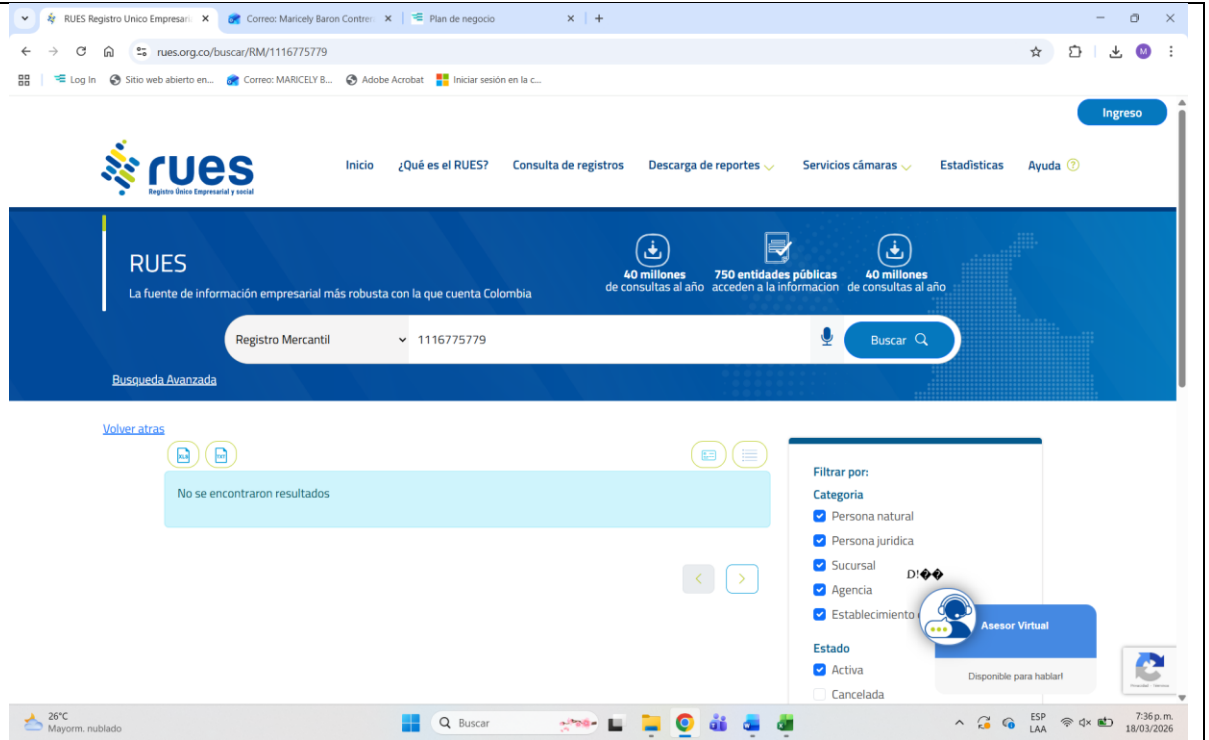 RUES Registro Unico Empresari
Correo: Maricely Baron Contrer
Plan de negocio
rues.org.co/buscar/RM/1116775779
M
Log In
Sitio web abierto en...
Correo: MARICELY B...
Adobe Acrobat
Iniciar sesión en la c...
Ingreso
rues
Registro Único Empresarial y social
Inicio
¿Qué es el RUES?
Consulta de registros
Descarga de reportes
Servicios cámaras
Estadísticas
Ayuda ?
RUES
La fuente de información empresarial más robusta con la que cuenta Colombia
40 millones
de consultas al año
750 entidades públicas
acceden a la informacion
40 millones
de consultas al año
Registro Mercantil
1116775779
Buscar
Busqueda Avanzada
Volver atras
XLS
TXT
No se encontraron resultados
Filtrar por:
Categoria
Persona natural
Persona juridica
Sucursal
Agencia
Establecimiento
Estado
Activa
Cancelada
D!��
Asesor Virtual
Disponible para hablar!
26°C
Mayorm. nublado
Buscar
ESP
LAA
7:36 p. m.
18/03/2026